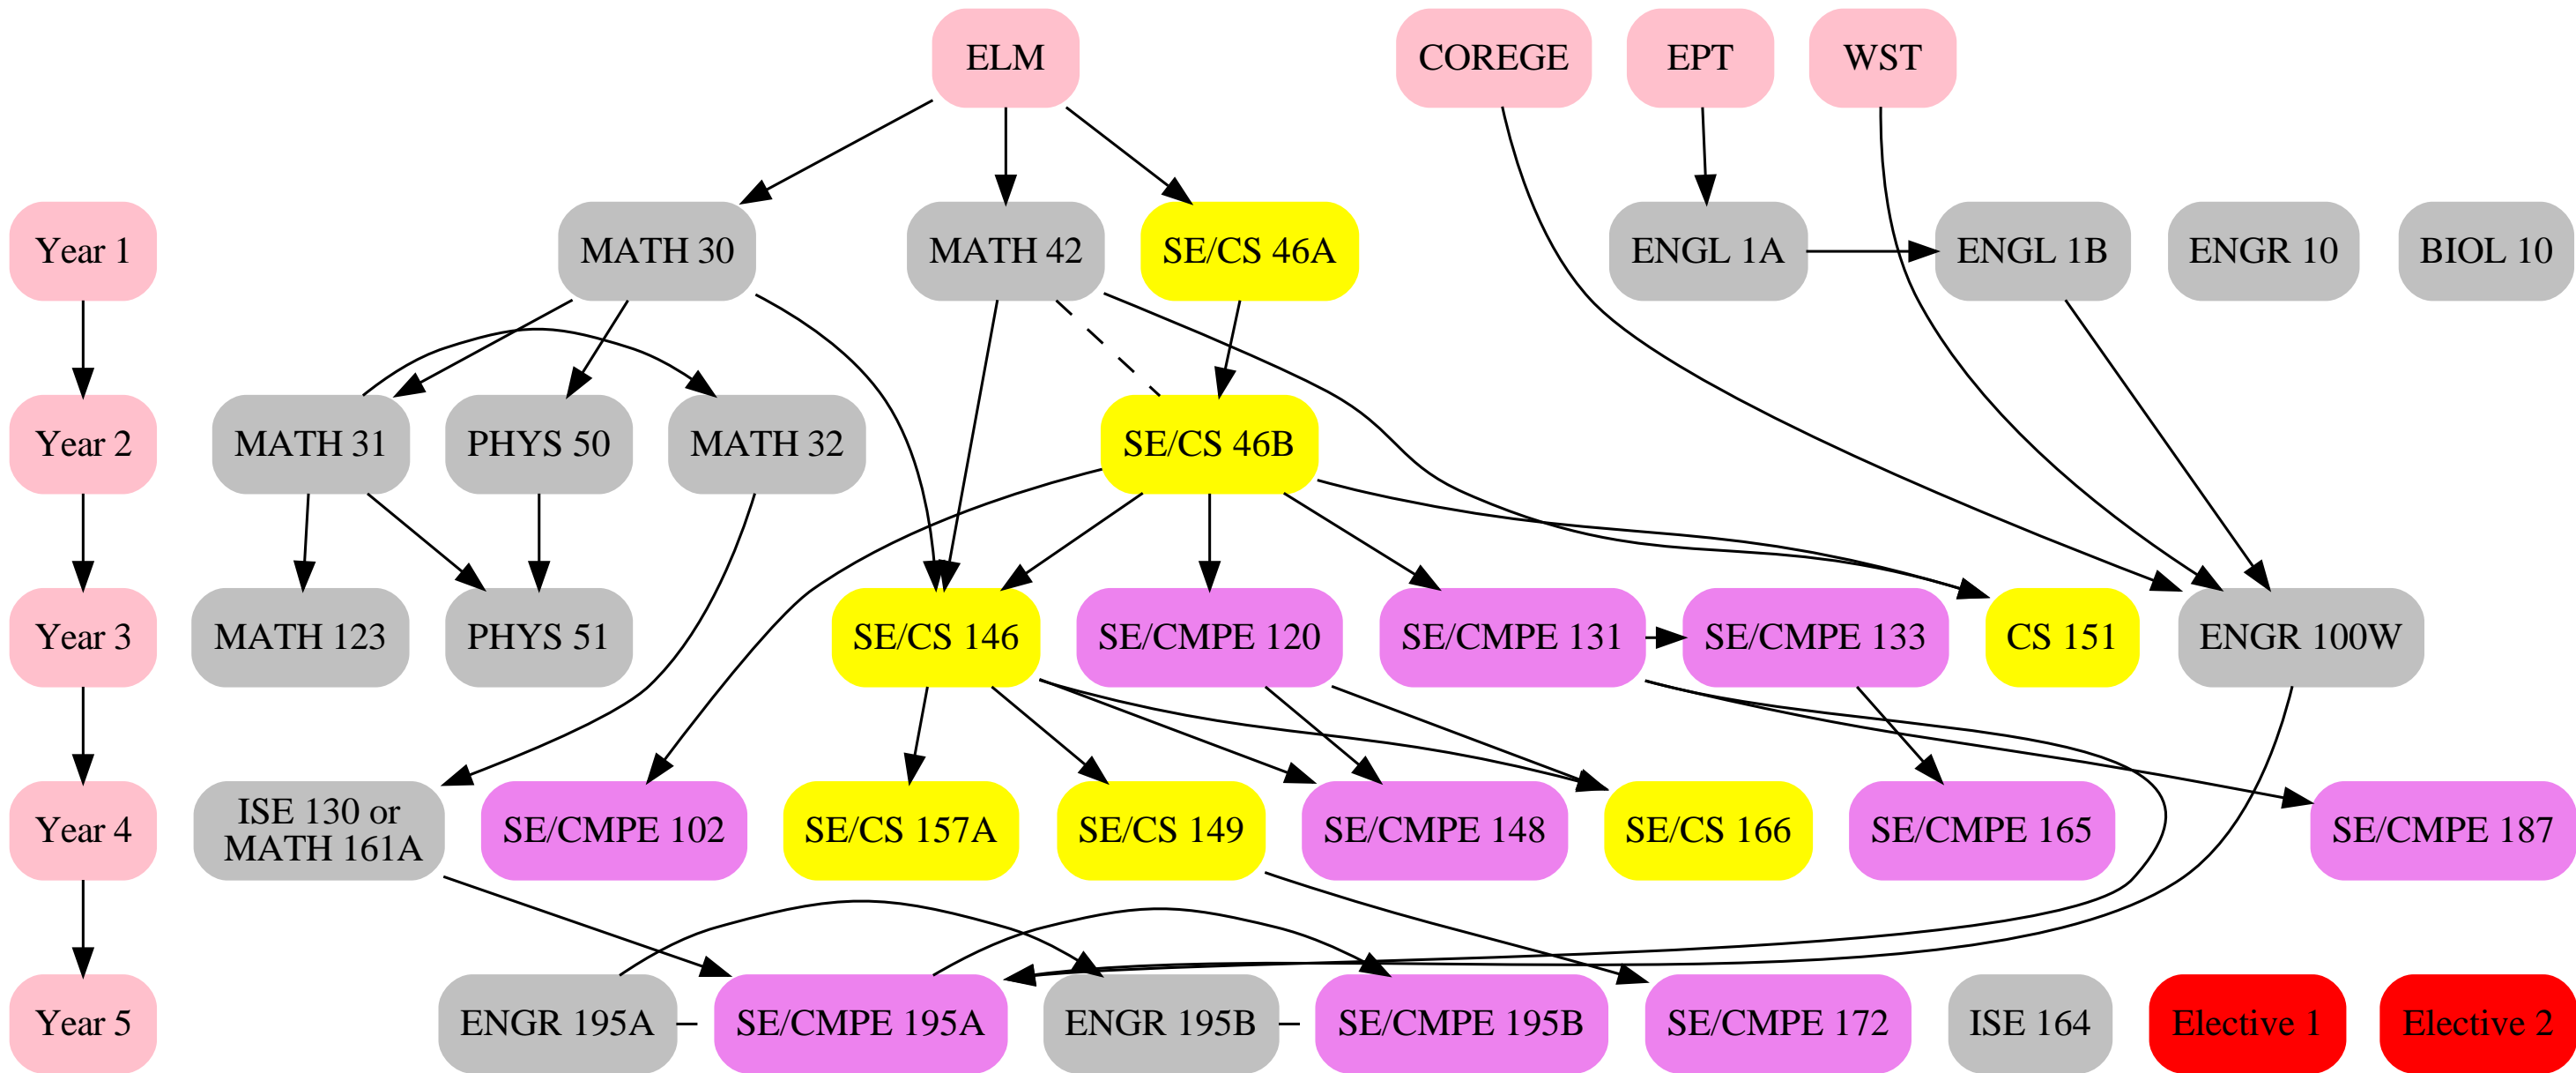 ELM
COREGE
EPT
WST
Year 1
MATH 30
MATH 42
SE/CS 46A
ENGL 1A
ENGL 1B
ENGR 10
BIOL 10
Year 2
MATH 31
PHYS 50
MATH 32
SE/CS 46B
Year 3
MATH 123
PHYS 51
SE/CS 146
SE/CMPE 120
SE/CMPE 131
SE/CMPE 133
CS 151
ENGR 100W
Year 4
ISE 130 or
MATH 161A
SE/CMPE 102
SE/CS 157A
SE/CS 149
SE/CMPE 148
SE/CS 166
SE/CMPE 165
SE/CMPE 187
Year 5
ENGR 195A
SE/CMPE 195A
ENGR 195B
SE/CMPE 195B
SE/CMPE 172
ISE 164
Elective 1
Elective 2